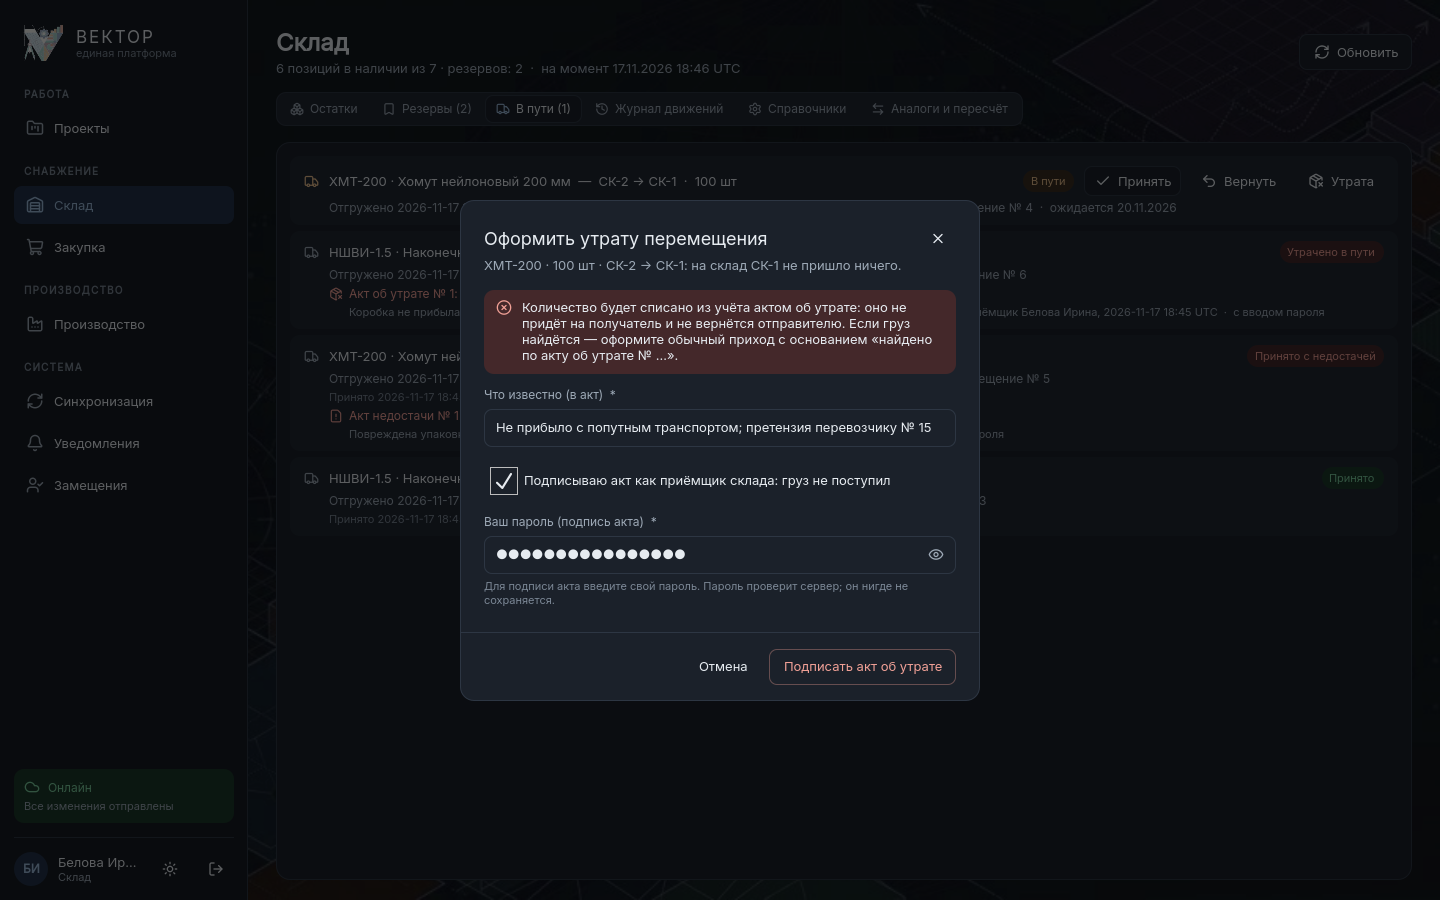 ВЕКТОР
единая платформа
РАБОТА
Проекты
СНАБЖЕНИЕ
Склад
Закупка
ПРОИЗВОДСТВО
Производство
СИСТЕМА
Синхронизация
Уведомления
Замещения
Онлайн
Все изменения отправлены
БИ
Белова Ир...
Склад
Склад
6 позиций в наличии из 7 · резервов: 2 · на момент 17.11.2026 18:46 UTC
Обновить
Остатки
Резервы (2)
В пути (1)
Журнал движений
Справочники
Аналоги и пересчёт
ХМТ-200 · Хомут нейлоновый 200 мм — СК-2 → СК-1 · 100 шт
В пути
Принять
Вернуть
Утрата
Отгружено 2026-11-17
№ 4 · ожидается 20.11.2026
НШВИ-1.5 ·
Утрачено в пути
Отгружено 2026-11-17
№ 6
Акт об утрате № 1:
Коробка не прибыла
Белова Ирина, 2026-11-17 18:45 UTC · с вводом пароля
ХМТ-200 · Хомут
Принято с недостачей
Отгружено 2026-11-17
№ 5
Принято 2026-11-17 18:4
Акт недостачи № 1
Повреждена
НШВИ-1.5 ·
Принято
Отгружено 2026-11-17
3
Принято 2026-11-17 18:4
Оформить утрату перемещения
ХМТ-200 · 100 шт · СК-2 → СК-1: на склад СК-1 не пришло ничего.
Количество будет списано из учёта актом об утрате: оно не
придёт на получатель и не вернётся отправителю. Если груз
найдётся — оформите обычный приход с основанием «найдено
по акту об утрате № ...».
Что известно (в акт) *
Не прибыло с попутным транспортом; претензия перевозчику № 15
Подписываю акт как приёмщик склада: груз не поступил
Ваш пароль (подпись акта) *
Для подписи акта введите свой пароль. Пароль проверит сервер; он нигде не
сохраняется.
Отмена
Подписать акт об утрате